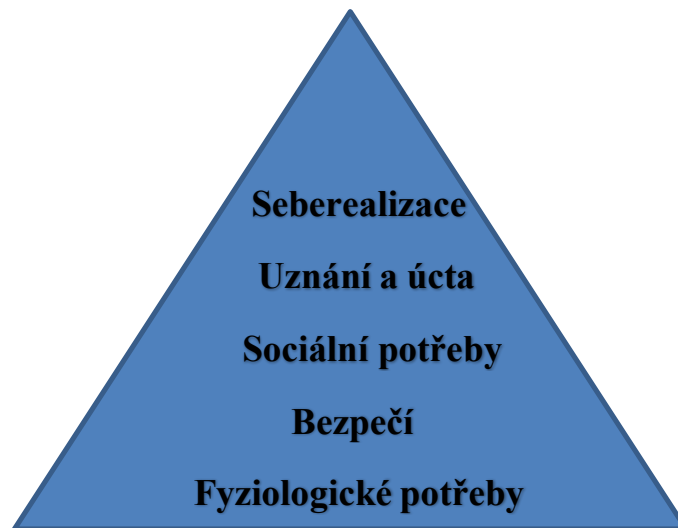 Seberealizace
Uznání a úcta
Sociální potřeby
Bezpečí
Fyziologické potřeby